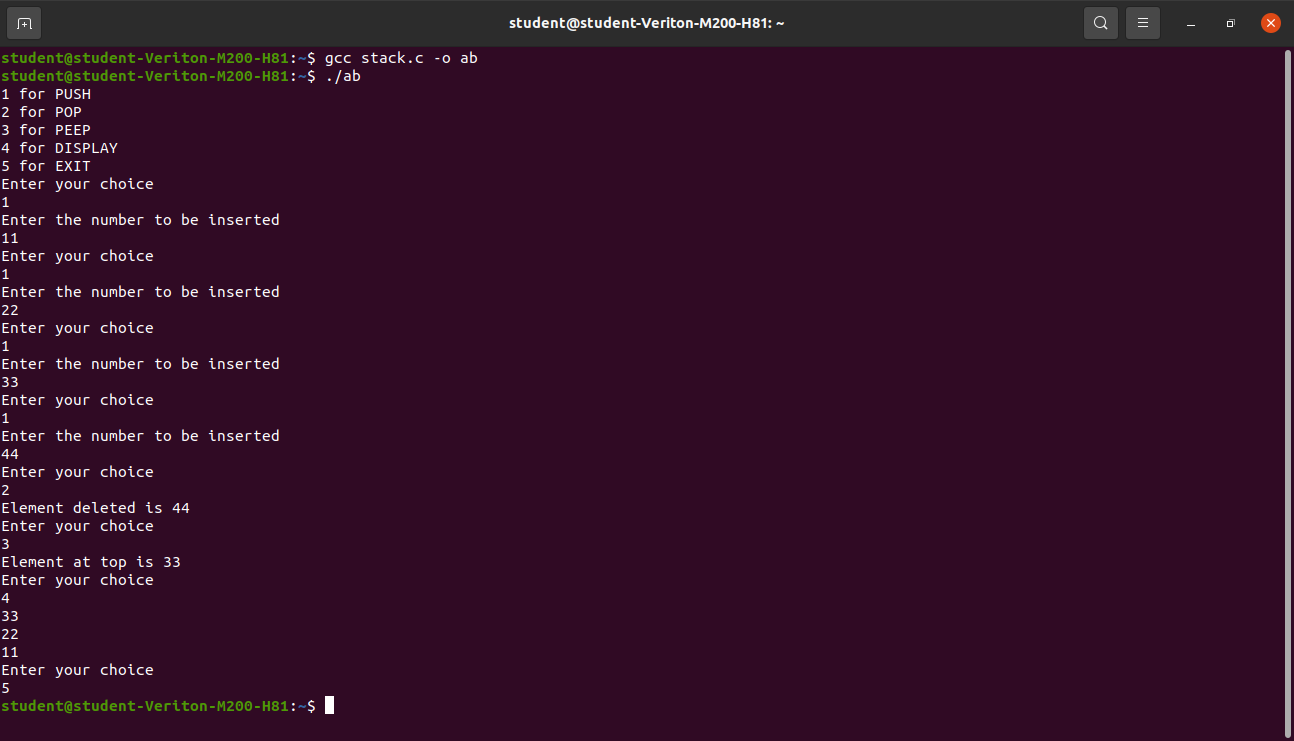 student@student-Veriton-M200-H81: ~
student@student-Veriton-M200-H81:~$ gcc stack.c -o ab
student@student-Veriton-M200-H81:~$ ./ab
1 for PUSH
2 for POP
3 for PEEP
4 for DISPLAY
5 for EXIT
Enter your choice
1
Enter the number to be inserted
11
Enter your choice
1
Enter the number to be inserted
22
Enter your choice
1
Enter the number to be inserted
33
Enter your choice
1
Enter the number to be inserted
44
Enter your choice
2
Element deleted is 44
Enter your choice
3
Element at top is 33
Enter your choice
4
33
22
11
Enter your choice
5
student@student-Veriton-M200-H81:~$